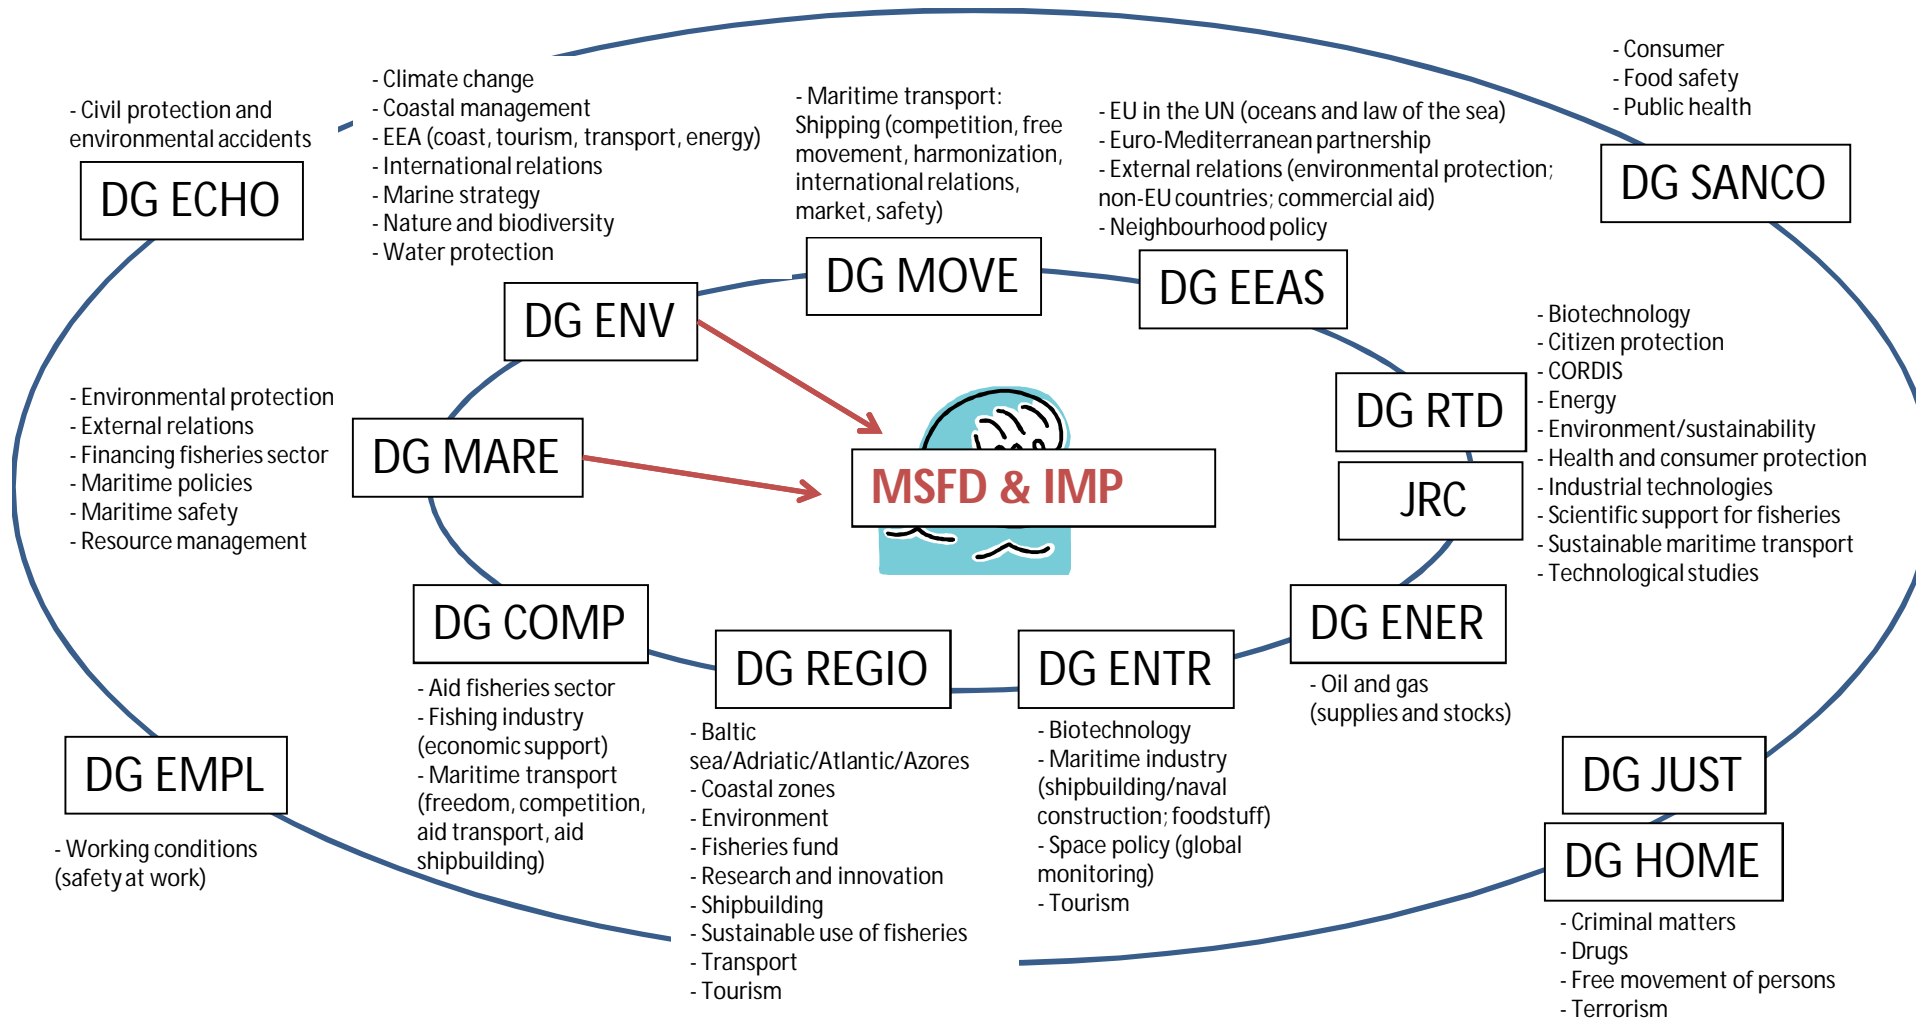 - Civil protection and
environmental accidents
DG ECHO
- Climate change
- Coastal management
- EEA (coast, tourism, transport, energy)
- International relations
- Marine strategy
- Nature and biodiversity
- Water protection
DG ENV
- Maritime transport:
Shipping (competition, free
movement, harmonization,
international relations,
market, safety)
DG MOVE
- EU in the UN (oceans and law of the sea)
- Euro-Mediterranean partnership
- External relations (environmental protection;
non-EU countries; commercial aid)
- Neighbourhood policy
DG EEAS
- Consumer
- Food safety
- Public health
DG SANCO
- Environmental protection
- External relations
- Financing fisheries sector
- Maritime policies
- Maritime safety
- Resource management
DG MARE
MSFD & IMP
DG RTD
JRC
- Biotechnology
- Citizen protection
- CORDIS
- Energy
- Environment/sustainability
- Health and consumer protection
- Industrial technologies
- Scientific support for fisheries
- Sustainable maritime transport
- Technological studies
DG COMP
- Aid fisheries sector
- Fishing industry
(economic support)
- Maritime transport
(freedom, competition,
aid transport, aid
shipbuilding)
DG REGIO
- Baltic
sea/Adriatic/Atlantic/Azores
- Coastal zones
- Environment
- Fisheries fund
- Research and innovation
- Shipbuilding
- Sustainable use of fisheries
- Transport
- Tourism
DG ENTR
- Biotechnology
- Maritime industry
(shipbuilding/naval
construction; foodstuff)
- Space policy (global
monitoring)
- Tourism
DG ENER
- Oil and gas
(supplies and stocks)
DG EMPL
- Working conditions
(safety at work)
DG JUST
DG HOME
- Criminal matters
- Drugs
- Free movement of persons
- Terrorism